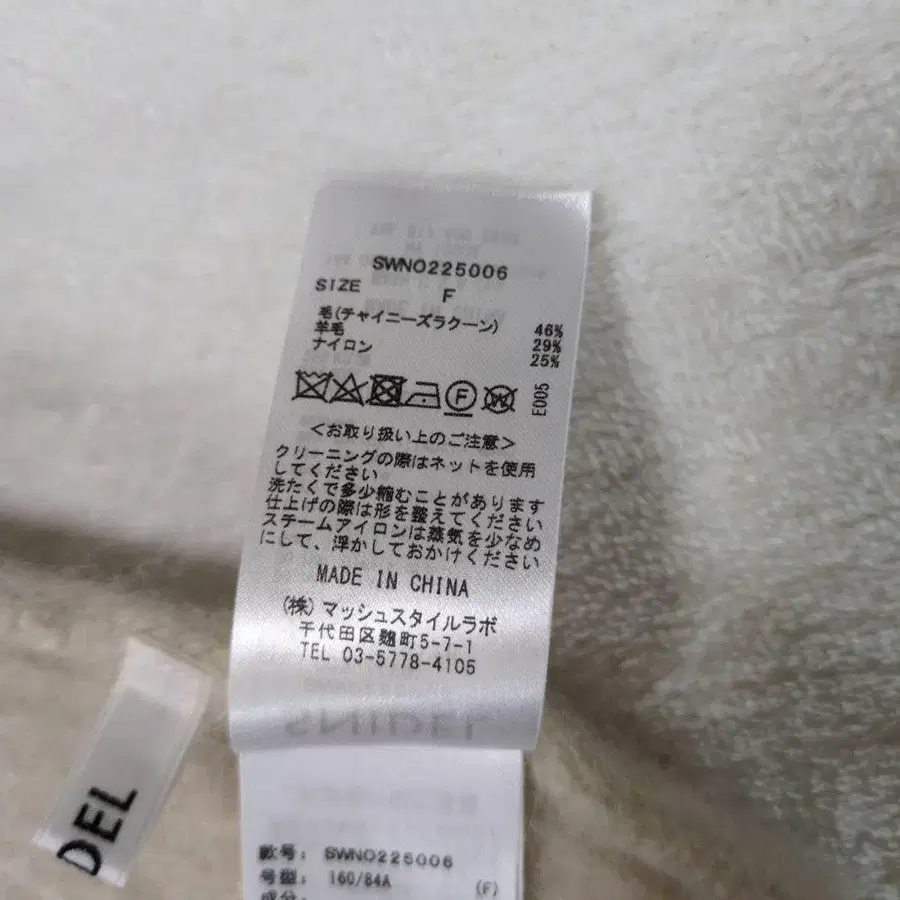 SWNO225006
SIZE F
毛(チャイニーズラクーン) 46%
羊毛 29%
ナイロン 25%
F W E005
<お取り扱い上のご注意>
クリーニングの際はネットを使用
してください
洗たくで多少縮むことがあります
仕上げの際は形を整えてください
スチームアイロンは蒸気を少なめ
にして、浮かしておかけください
MADE IN CHINA
(株)マッシュスタイルラボ
千代田区麹町5-7-1
TEL 03-5778-4105
SNIDEL
DEL
款号: SWNO225006
号型: 160/84A (F)
成分: